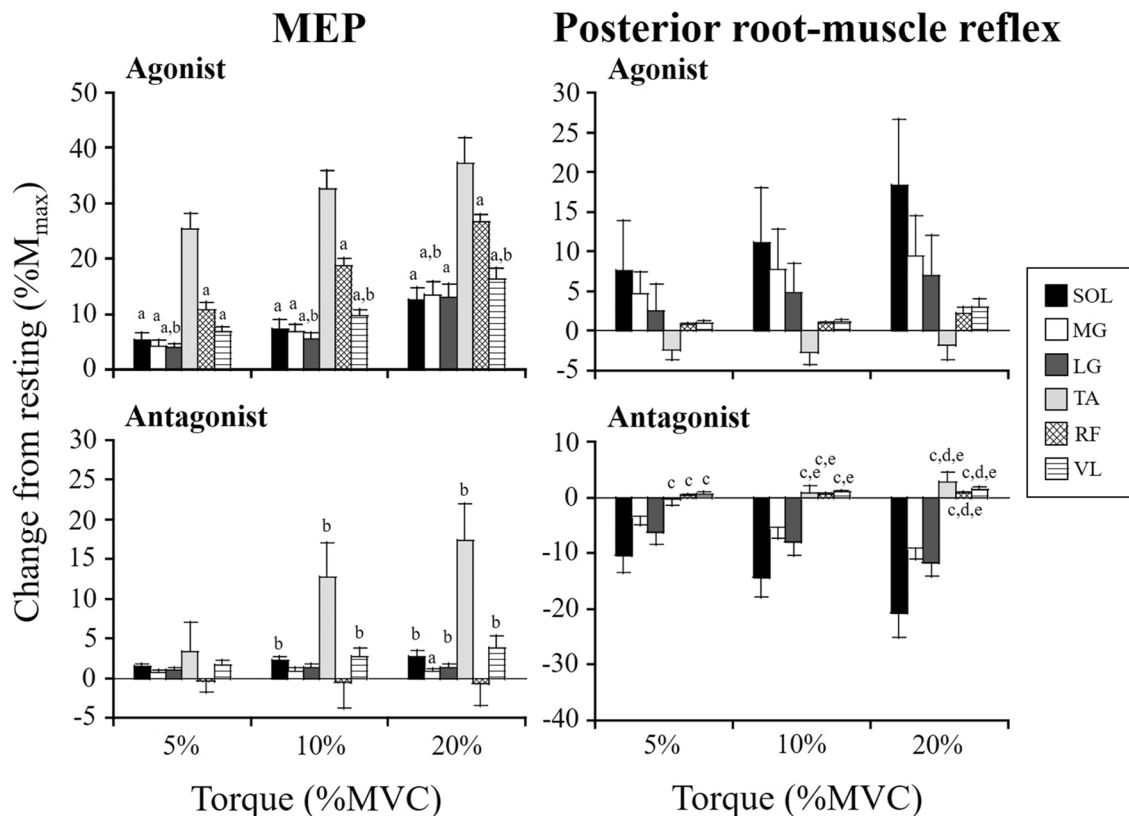 MEP
Posterior root-muscle reflex
Change from resting (%Mmax)
Agonist
50
40
30
20
10
0
a
a
a,b
a
a
a
a
a,b
a
a,b
a
a,b
a
a
a,b
Agonist
30
25
20
15
10
5
0
-5
Antagonist
30
25
20
15
10
5
0
-5
b
b
b
b
a
b
b
b
5%
10%
20%
Torque (%MVC)
Antagonist
10
0
-10
-20
-30
-40
c
c
c
c,e
c,e
c,e
c,d,e
c,d,e
c,d,e
5%
10%
20%
Torque (%MVC)
SOL
MG
LG
TA
RF
VL